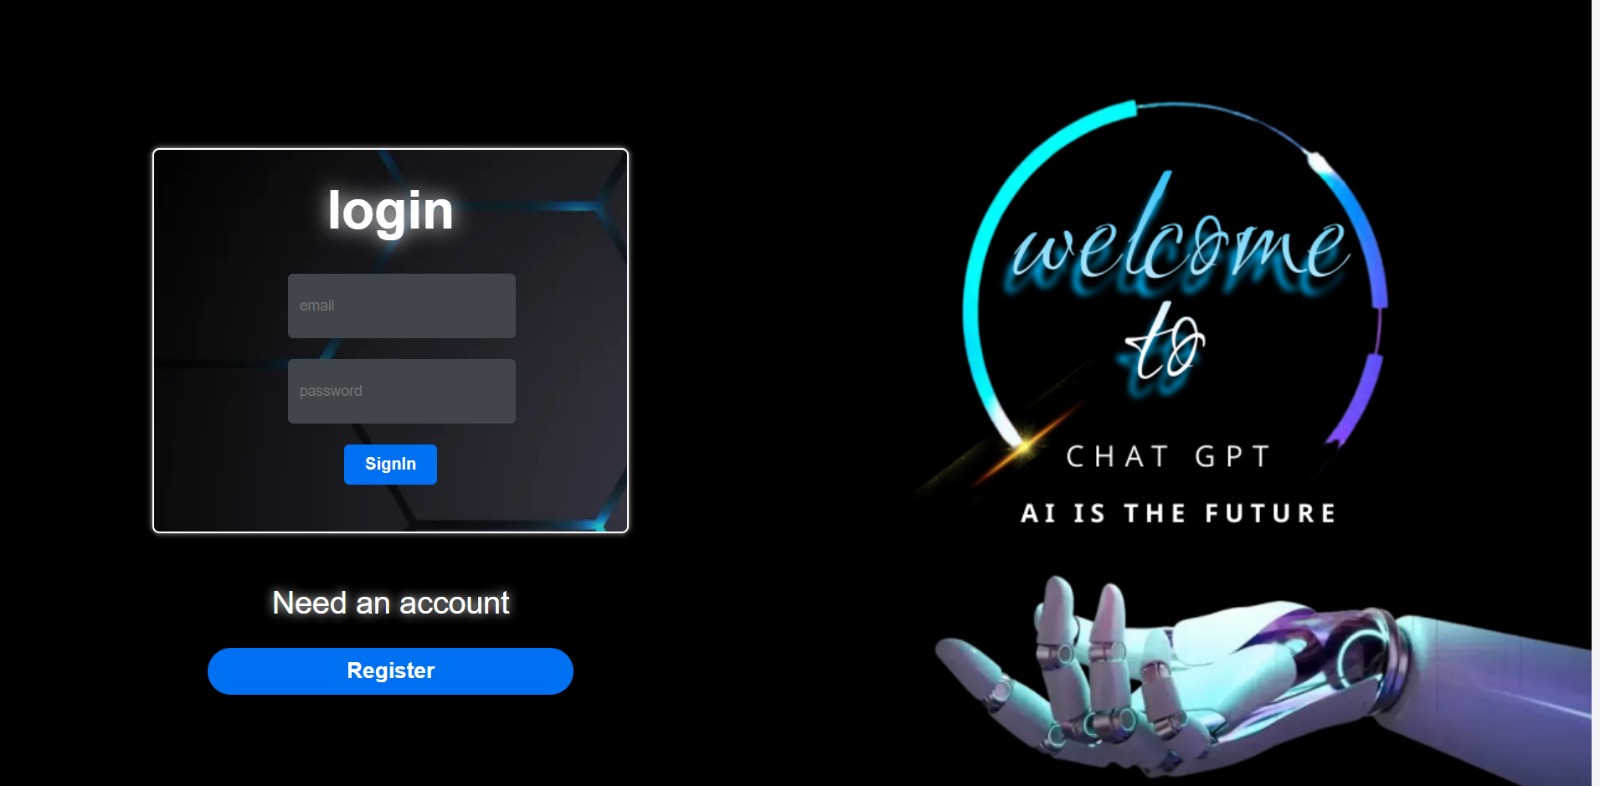 login
email
password
SignIn
Need an account
Register
welcome
to
CHAT GPT
AI IS THE FUTURE